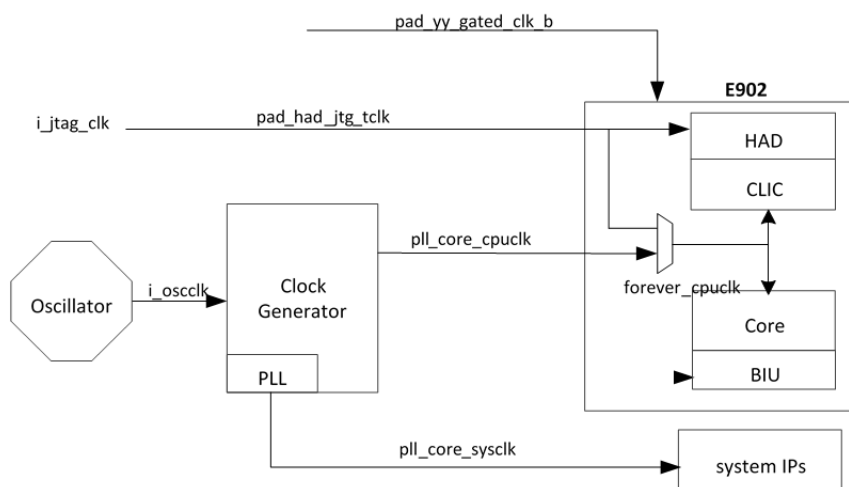 pad_yy_gated_clk_b
E902
i_jtag_clk
pad_had_jtg_tclk
HAD
CLIC
pll_core_cpuclk
Oscillator
i_oscclk
Clock
Generator
forever_cpuclk
Core
PLL
BIU
pll_core_sysclk
system IPs